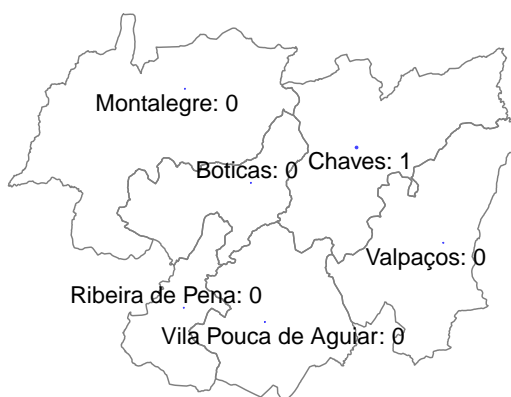 Montalegre: 0
Boticas: 0
Chaves: 1
Valpaços: 0
Ribeira de Pena: 0
Vila Pouca de Aguiar: 0